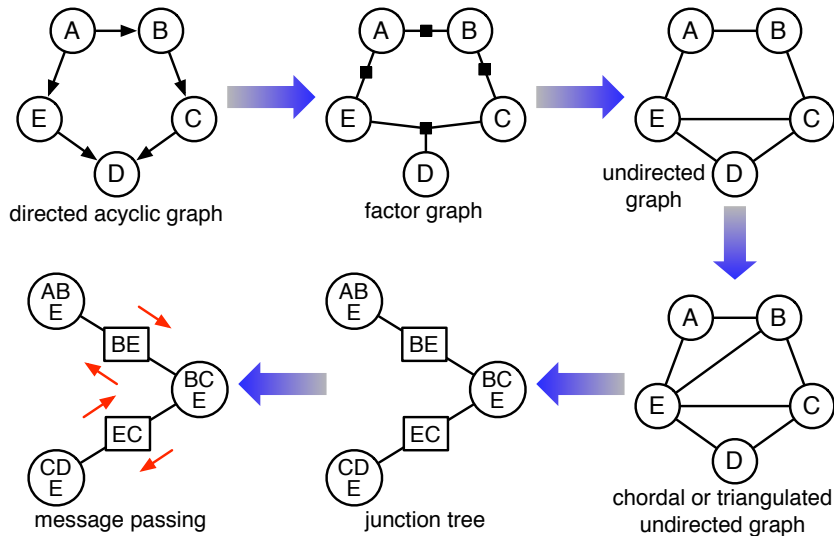 A
B
E
C
D
directed acyclic graph
A
B
E
C
D
factor graph
A
B
E
C
D
undirected
graph
AB
E
BE
BC
E
EC
CD
E
message passing
AB
E
BE
BC
E
EC
CD
E
junction tree
A
B
E
C
D
chordal or triangulated
undirected graph